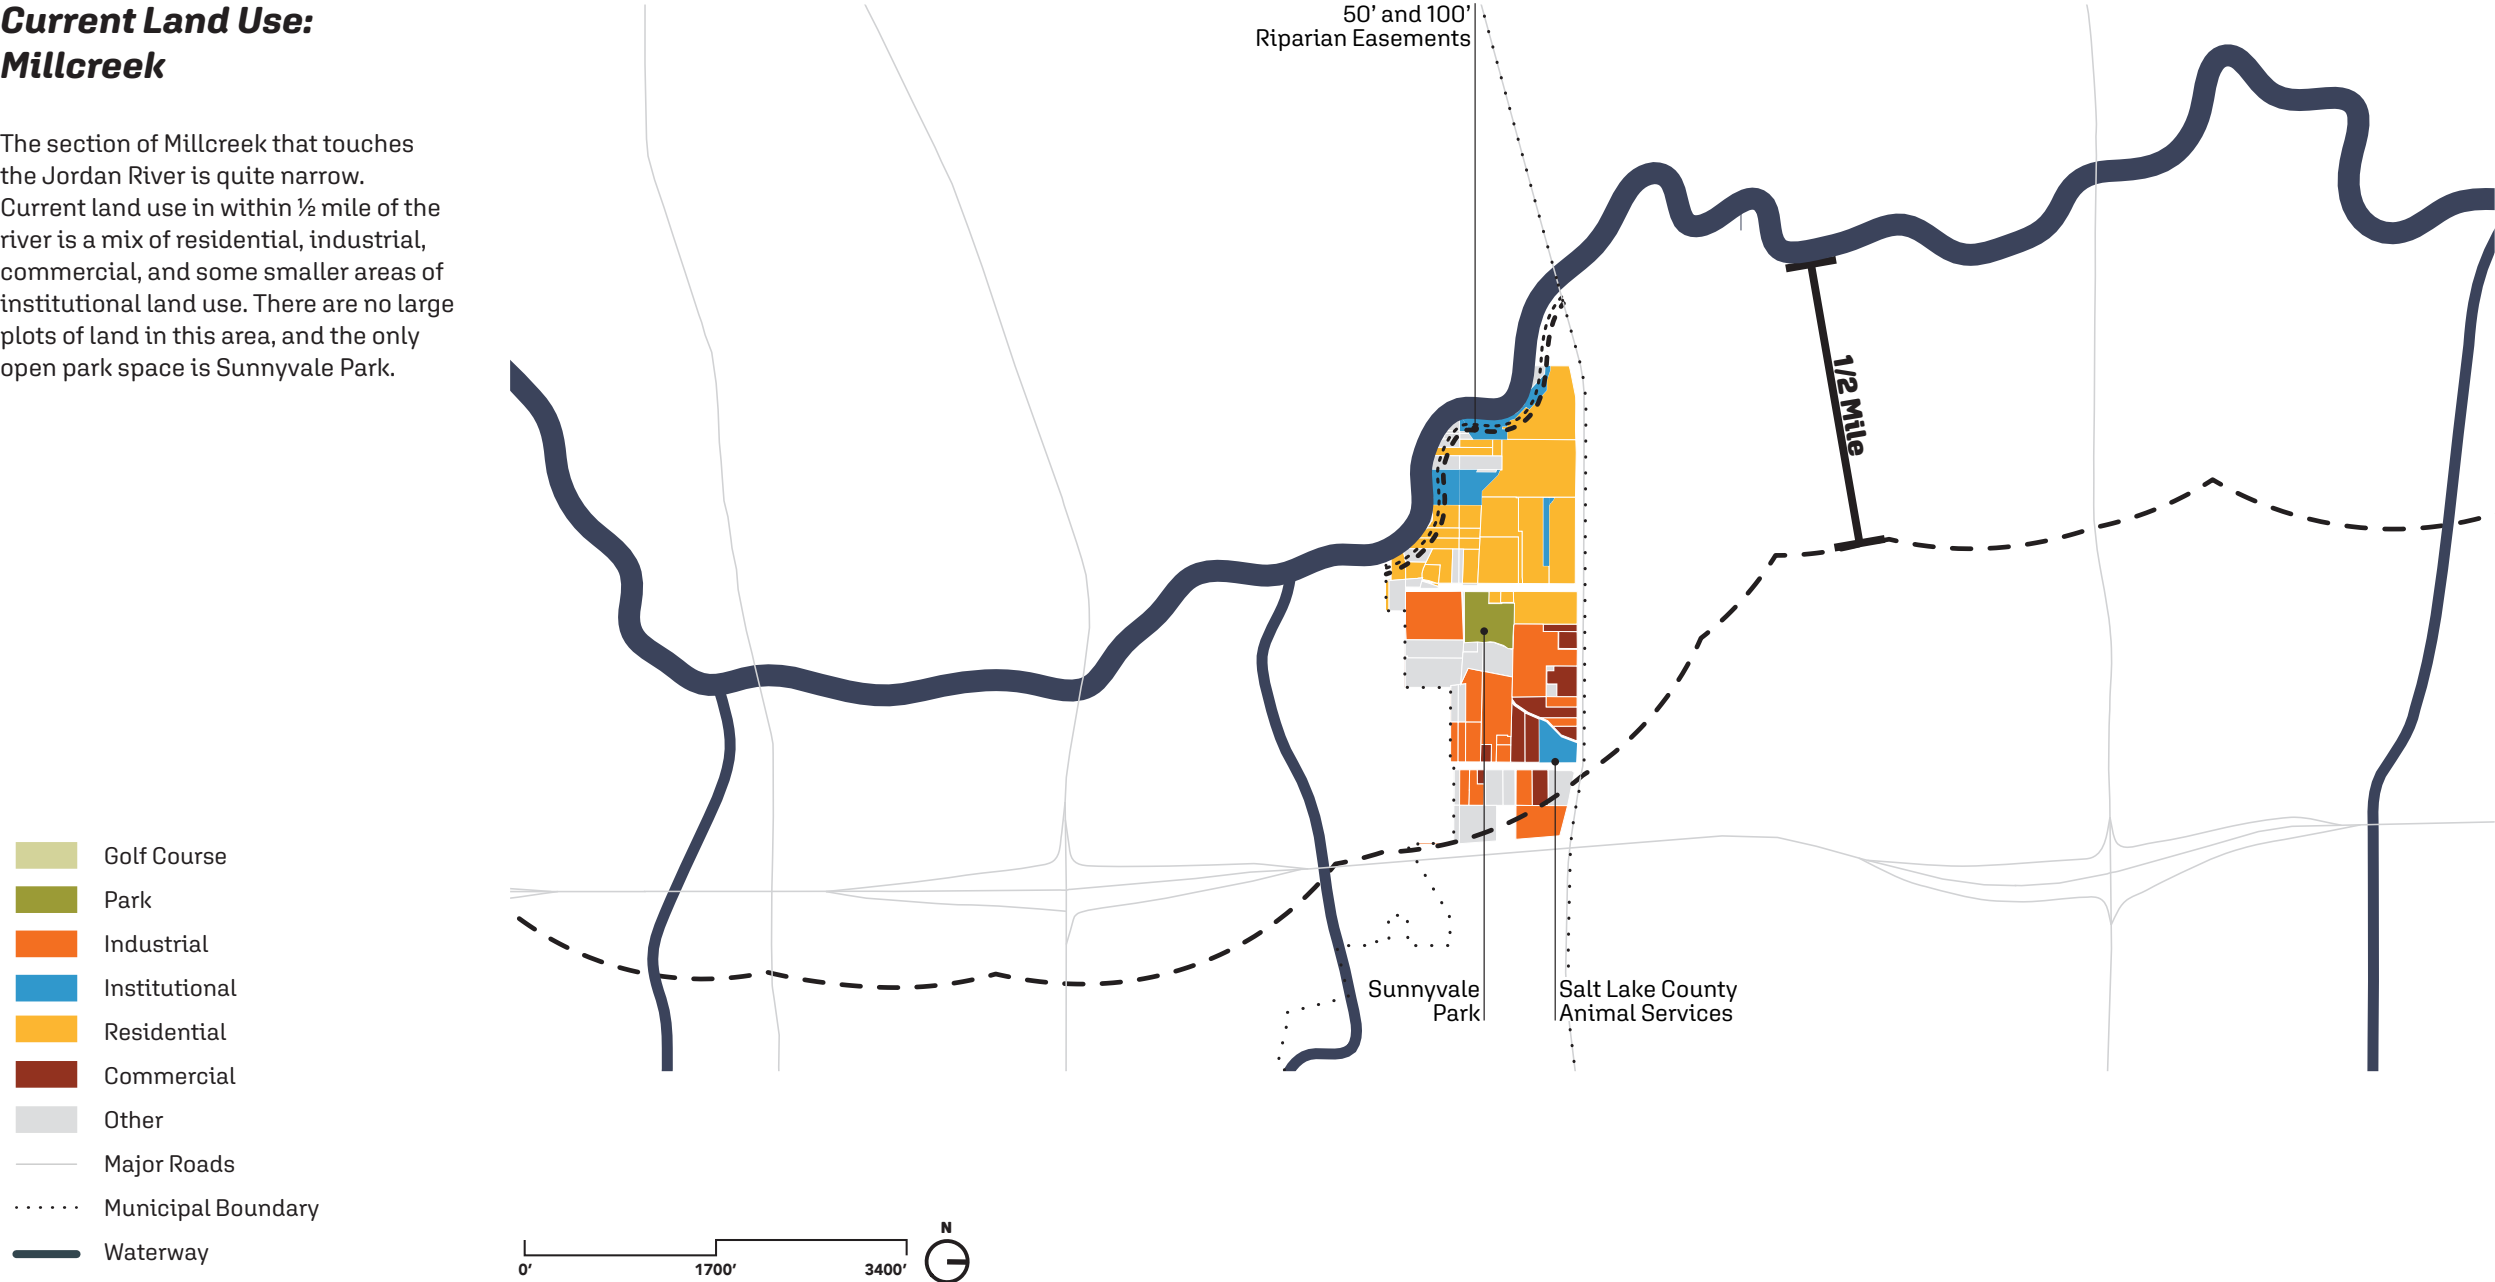 Current Land Use:
Millcreek
The section of Millcreek that touches
the Jordan River is quite narrow.
Current land use in within ½ mile of the
river is a mix of residential, industrial,
commercial, and some smaller areas of
institutional land use. There are no large
plots of land in this area, and the only
open park space is Sunnyvale Park.
50’ and 100’
Riparian Easements
1/2 Mile
Sunnyvale
Park
Salt Lake County
Animal Services
Golf Course
Park
Industrial
Institutional
Residential
Commercial
Other
Major Roads
Municipal Boundary
Waterway
0’
1700’
3400’
N